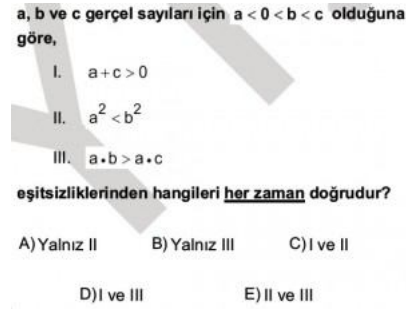 a, b ve c gerçel sayıları için a < 0 < b < c olduğuna
göre,
I. a + c > 0
II. a² < b²
III. a • b > a • c
eşitsizliklerinden hangileri her zaman doğrudur?
A) Yalnız II B) Yalnız III C) I ve II
D) I ve III E) II ve III